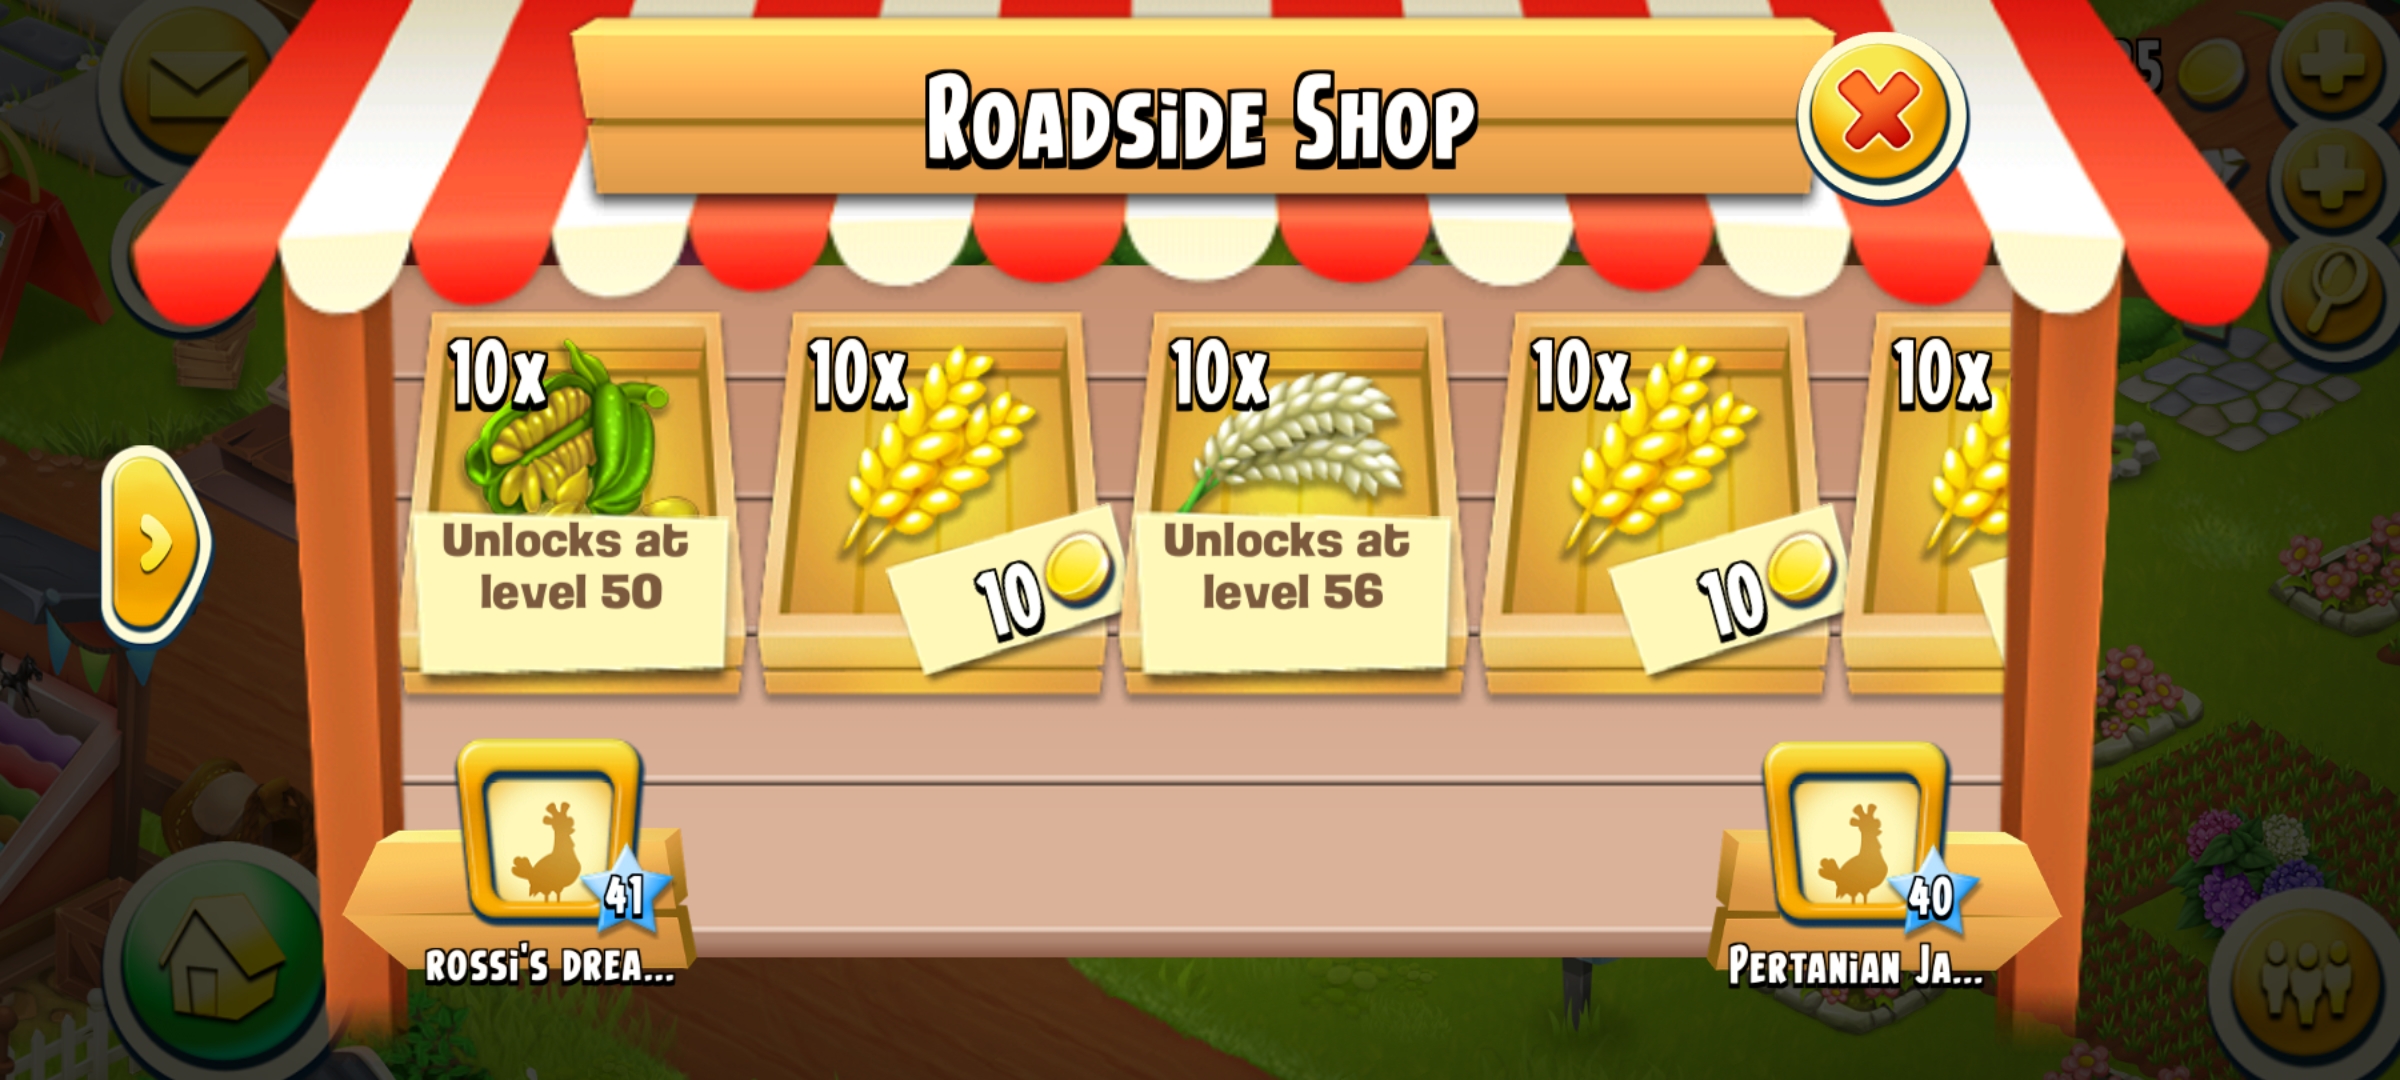 Roadside Shop
5
10x
10x
10x
10x
10x
Unlocks at
level 50
10
Unlocks at
level 56
10
41
40
Rossi's Drea...
Pertanian Ja...